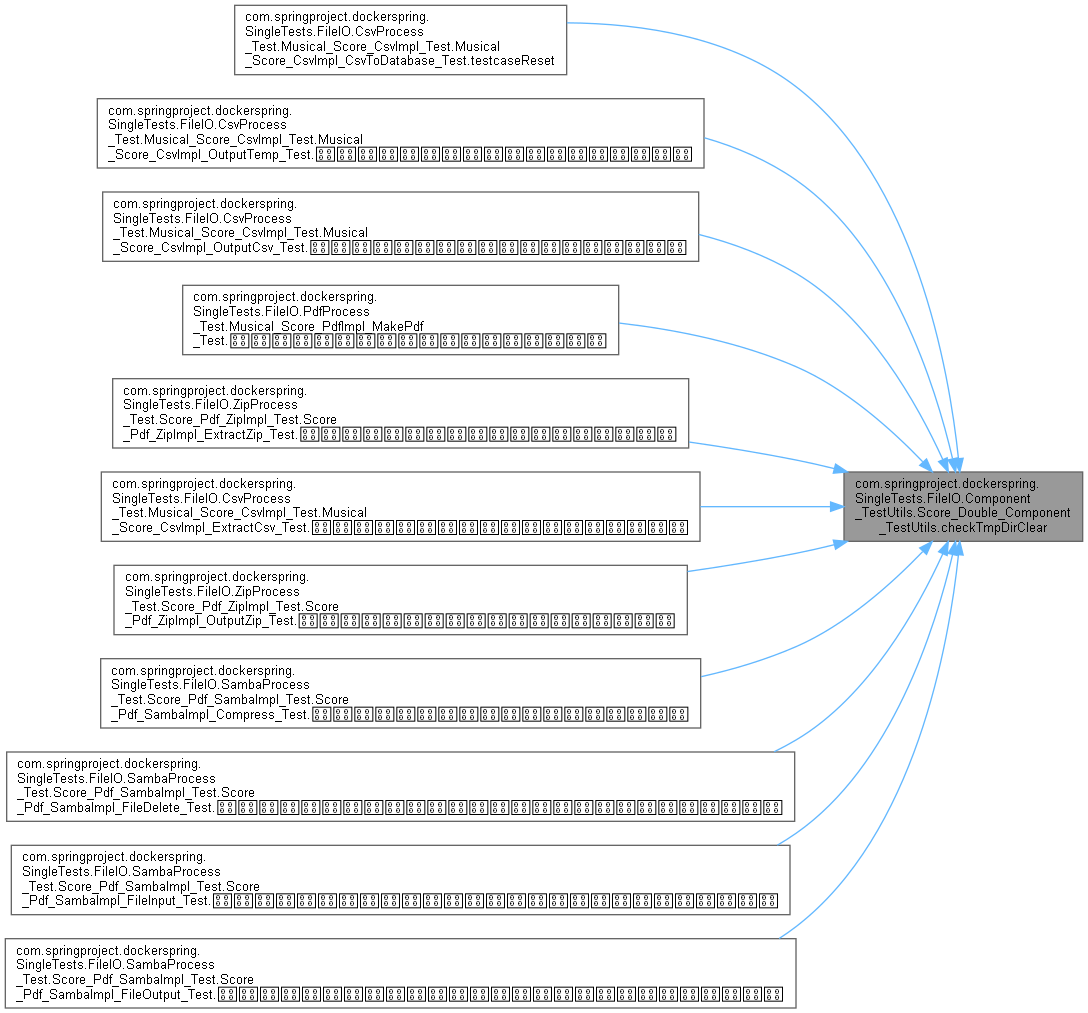 com.springproject.dockerspring.
SingleTests.FileIO.CsvProcess
_Test.Musical_Score_CsvImpl_Test.Musical
_Score_CsvImpl_CsvToDatabase_Test.testcaseReset
com.springproject.dockerspring.
SingleTests.FileIO.CsvProcess
_Test.Musical_Score_CsvImpl_Test.Musical
_Score_CsvImpl_OutputTemp_Test.
com.springproject.dockerspring.
SingleTests.FileIO.CsvProcess
_Test.Musical_Score_CsvImpl_Test.Musical
_Score_CsvImpl_OutputCsv_Test.
com.springproject.dockerspring.
SingleTests.FileIO.PdfProcess
_Test.Musical_Score_PdfImpl_MakePdf
_Test.
com.springproject.dockerspring.
SingleTests.FileIO.ZipProcess
_Test.Score_Pdf_ZipImpl_Test.Score
_Pdf_ZipImpl_ExtractZip_Test.
com.springproject.dockerspring.
SingleTests.FileIO.CsvProcess
_Test.Musical_Score_CsvImpl_Test.Musical
_Score_CsvImpl_ExtractCsv_Test.
com.springproject.dockerspring.
SingleTests.FileIO.Component
_TestUtils.Score_Double_Component
_TestUtils.checkTmpDirClear
com.springproject.dockerspring.
SingleTests.FileIO.ZipProcess
_Test.Score_Pdf_ZipImpl_Test.Score
_Pdf_ZipImpl_OutputZip_Test.
com.springproject.dockerspring.
SingleTests.FileIO.SambaProcess
_Test.Score_Pdf_SambaImpl_Test.Score
_Pdf_SambaImpl_Compress_Test.
com.springproject.dockerspring.
SingleTests.FileIO.SambaProcess
_Test.Score_Pdf_SambaImpl_Test.Score
_Pdf_SambaImpl_FileDelete_Test.
com.springproject.dockerspring.
SingleTests.FileIO.SambaProcess
_Test.Score_Pdf_SambaImpl_Test.Score
_Pdf_SambaImpl_FileInput_Test.
com.springproject.dockerspring.
SingleTests.FileIO.SambaProcess
_Test.Score_Pdf_SambaImpl_Test.Score
_Pdf_SambaImpl_FileOutput_Test.